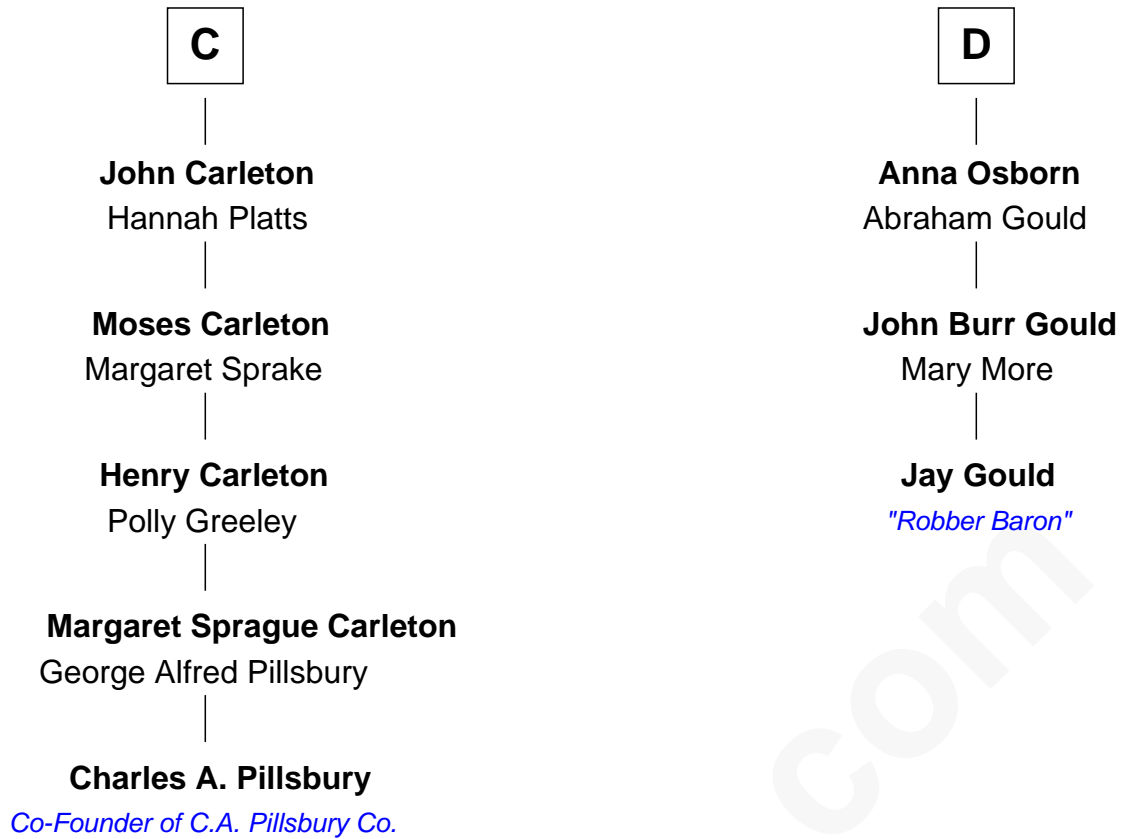 C
John Carleton
Hannah Platts
Moses Carleton
Margaret Sprake
Henry Carleton
Polly Greeley
Margaret Sprague Carleton
George Alfred Pillsbury
Charles A. Pillsbury
Co-Founder of C.A. Pillsbury Co.
D
Anna Osborn
Abraham Gould
John Burr Gould
Mary More
Jay Gould
"Robber Baron"
com